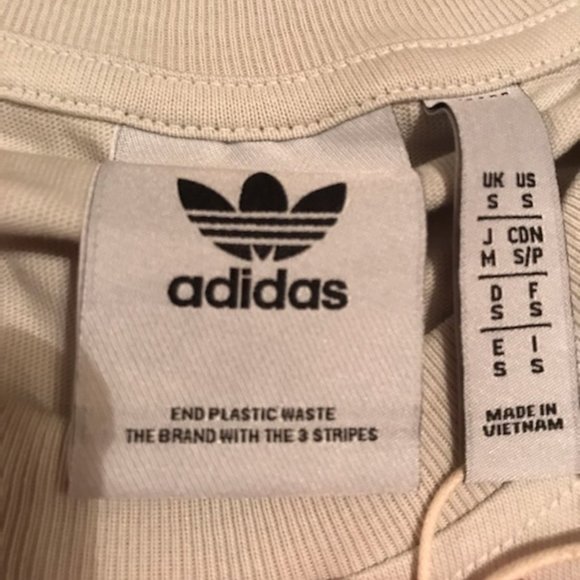 adidas
END PLASTIC WASTE
THE BRAND WITH THE 3 STRIPES
UK US
S S
J CDN
M S/P
D F
S S
E I
S S
MADE IN
VIETNAM